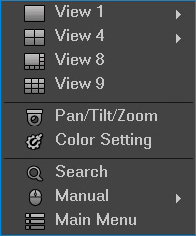 View 1
View 4
View 8
View 9
Pan/Tilt/Zoom
Color Setting
Search
Manual
Main Menu